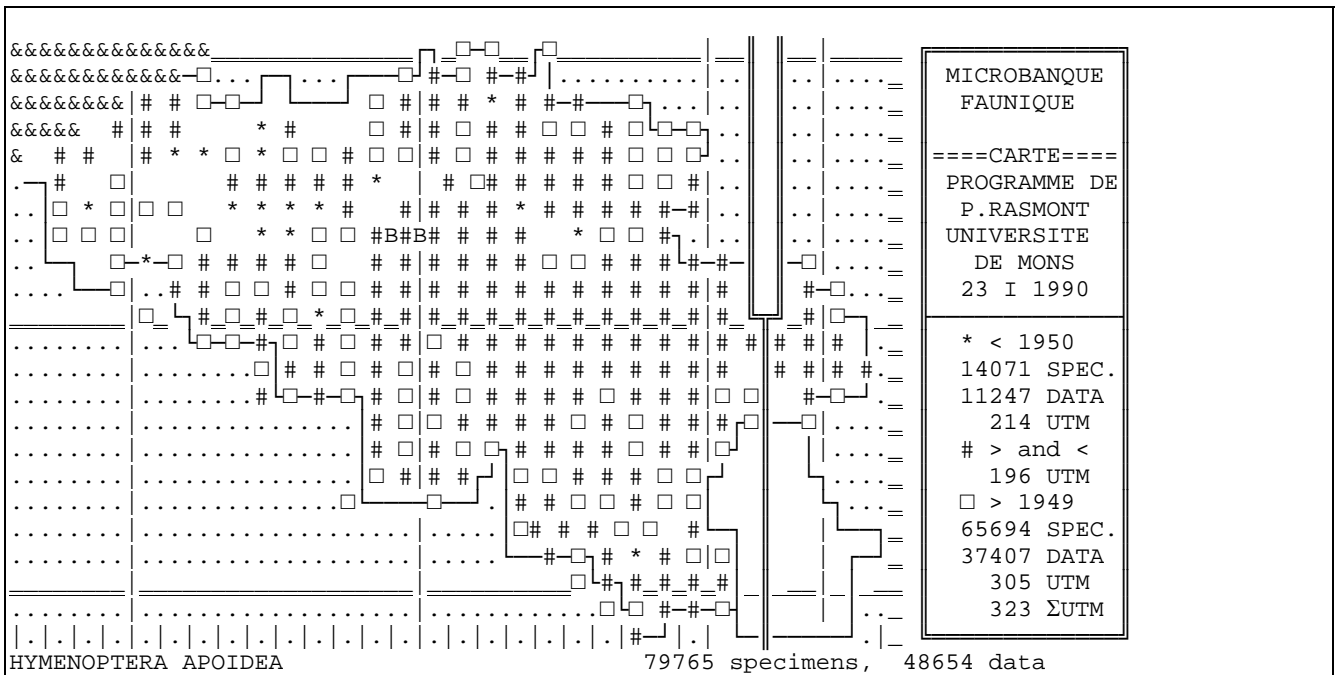 MICROBANQUE
FAUNIQUE
====CARTE====
PROGRAMME DE
P.RASMONT
UNIVERSITE
DE MONS
23 I 1990
* < 1950
14071 SPEC.
11247 DATA
214 UTM
# > and <
196 UTM
□ > 1949
65694 SPEC.
37407 DATA
305 UTM
323 ΣUTM
HYMENOPTERA APOIDEA 79765 specimens, 48654 data